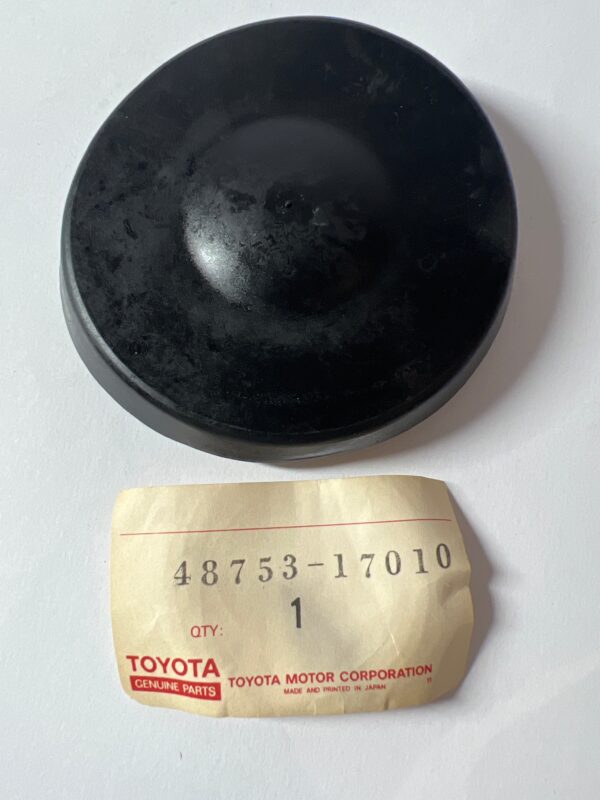 48753-17010
QTY: 1
TOYOTA
GENUINE PARTS
TOYOTA MOTOR CORPORATION
MADE AND PRINTED IN JAPAN